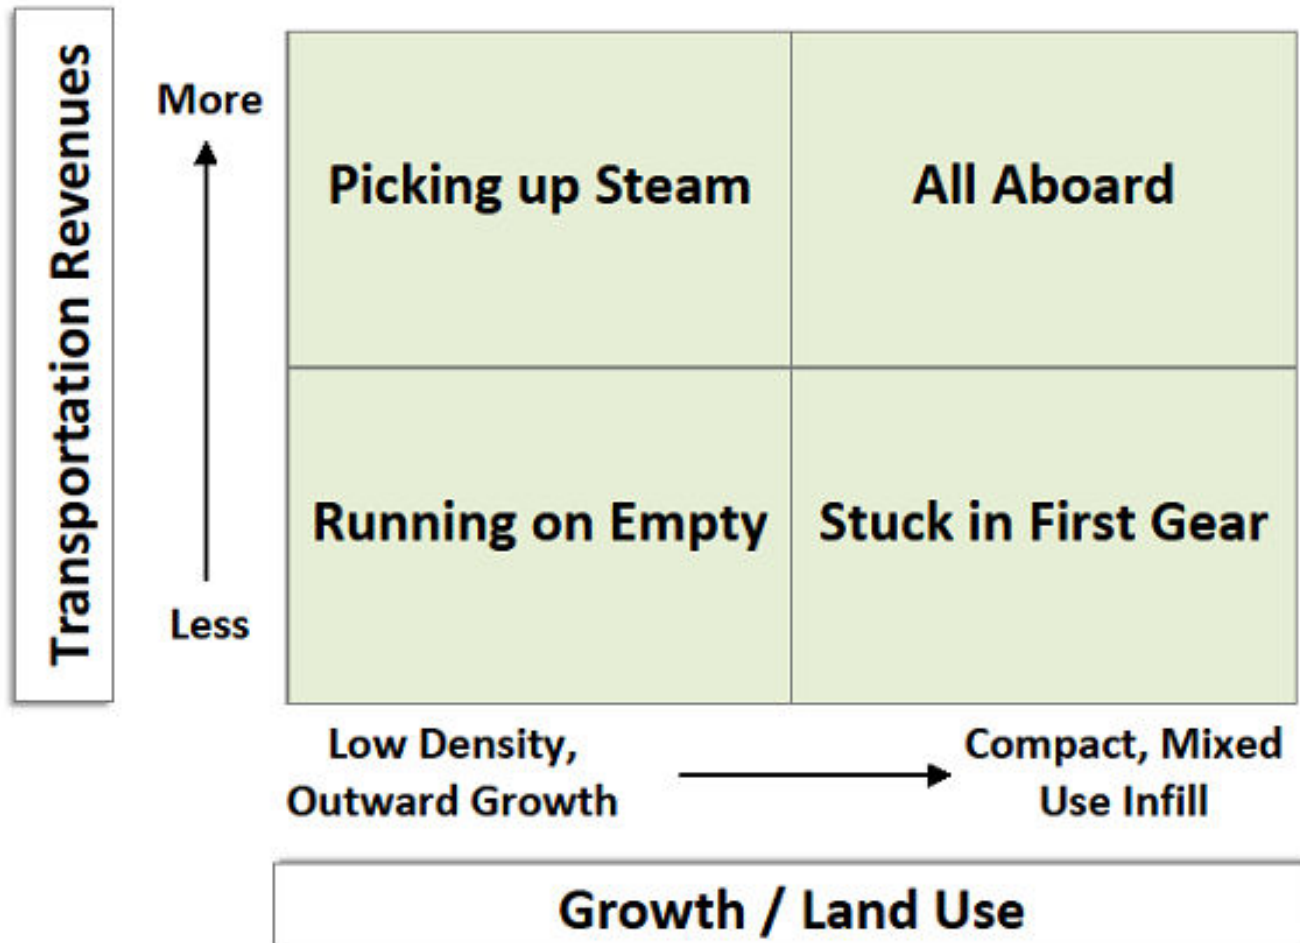 Transportation Revenues
More
Less
Picking up Steam
All Aboard
Running on Empty
Stuck in First Gear
Low Density,
Outward Growth
Compact, Mixed
Use Infill
Growth / Land Use